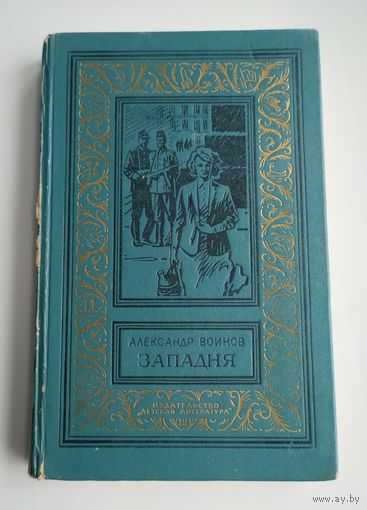 АЛЕКСАНДР ВОИНОВ
ЗАПАДНЯ
ИЗДАТЕЛЬСТВО
„ДЕТСКАЯ ЛИТЕРАТУРА"
www.ay.by